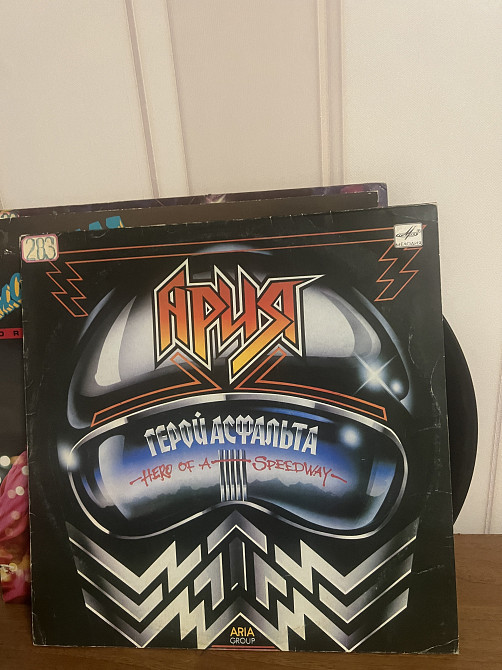 283
МЕЛОДИЯ
АРИЯ
ГЕРОЙ АСФАЛЬТА
HERO OF A SPEEDWAY
ARIA
GROUP